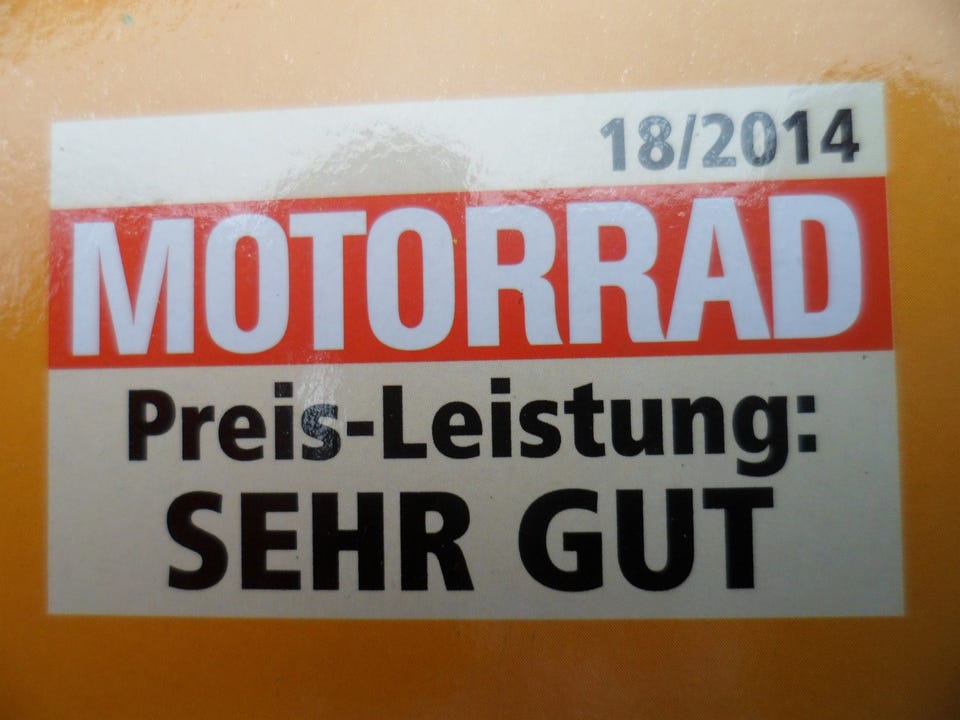 18/2014
MOTORRAD
Preis-Leistung:
SEHR GUT